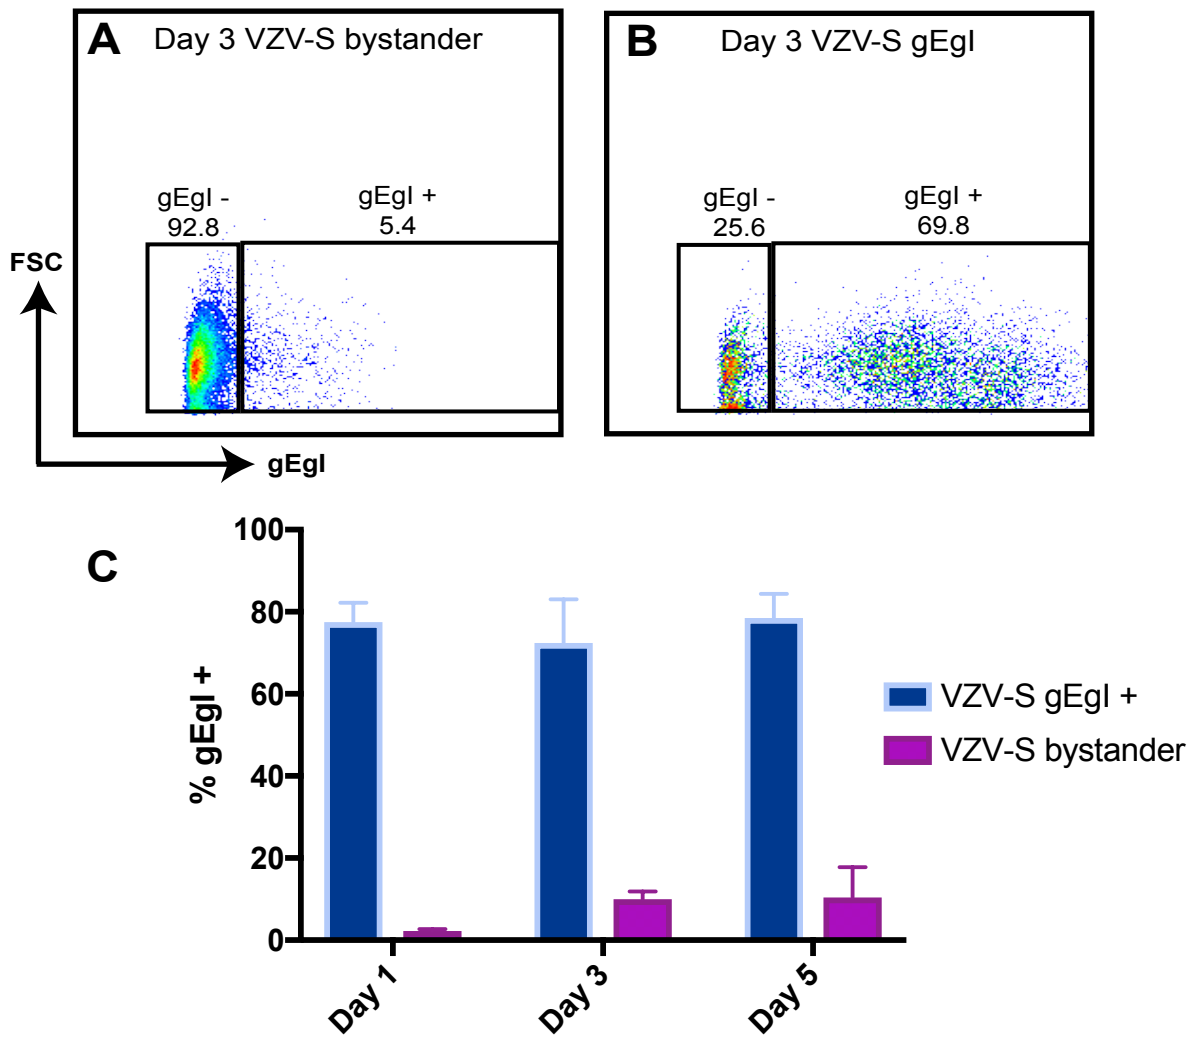 A Day 3 VZV-S bystander
gEgI -
92.8
gEgI +
5.4
B Day 3 VZV-S gEgI
gEgI -
25.6
gEgI +
69.8
FSC
gEgI
C
% gEgI +
100
80
60
40
20
0
Day 1
Day 3
Day 5
VZV-S gEgI +
VZV-S bystander